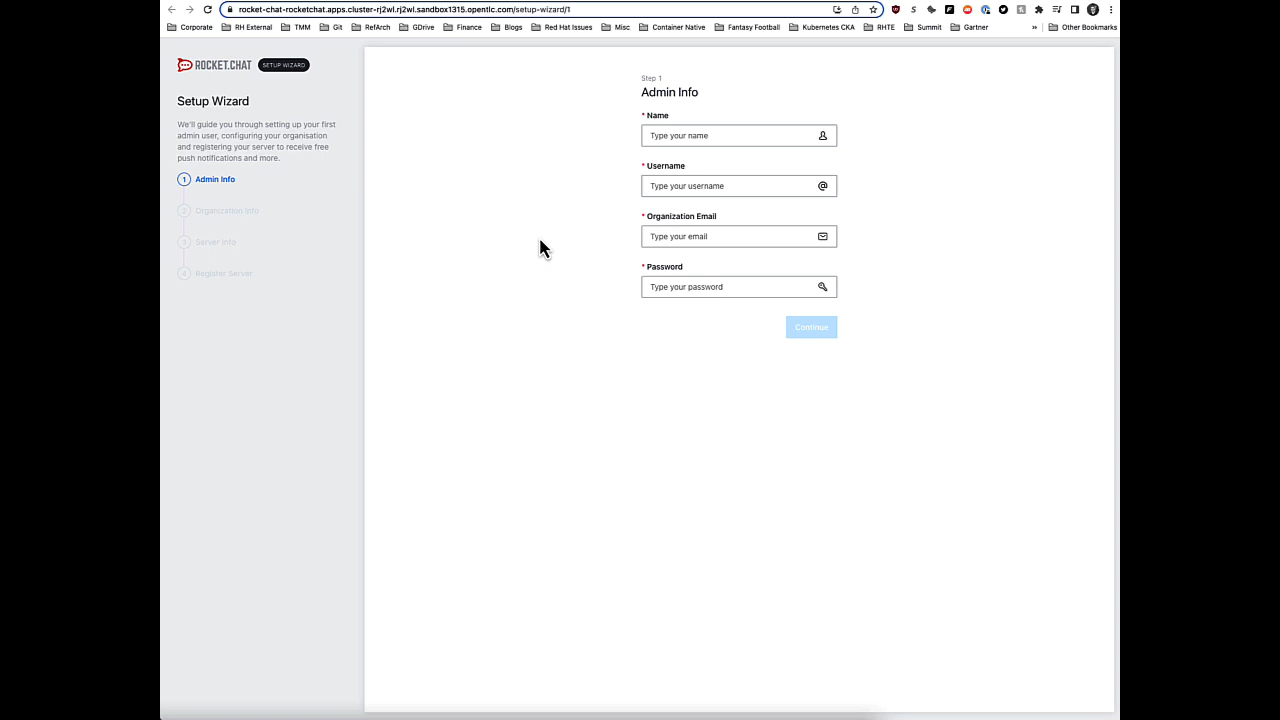 rocket-chat-rocketchat.apps.cluster-rj2wl.rj2wl.sandbox1315.opentlc.com/setup-wizard/1
Corporate RH External TMM Git RefArch GDrive Finance Blogs Red Hat Issues Misc Container Native Fantasy Football Kubernetes CKA RHTE Summit Gartner » Other Bookmarks
ROCKET.CHAT SETUP WIZARD
Setup Wizard
We'll guide you through setting up your first
admin user, configuring your organisation
and registering your server to receive free
push notifications and more.
1 Admin Info
2 Organization Info
3 Server Info
4 Register Server
Step 1
Admin Info
* Name
Type your name
* Username
Type your username @
* Organization Email
Type your email
* Password
Type your password
Continue